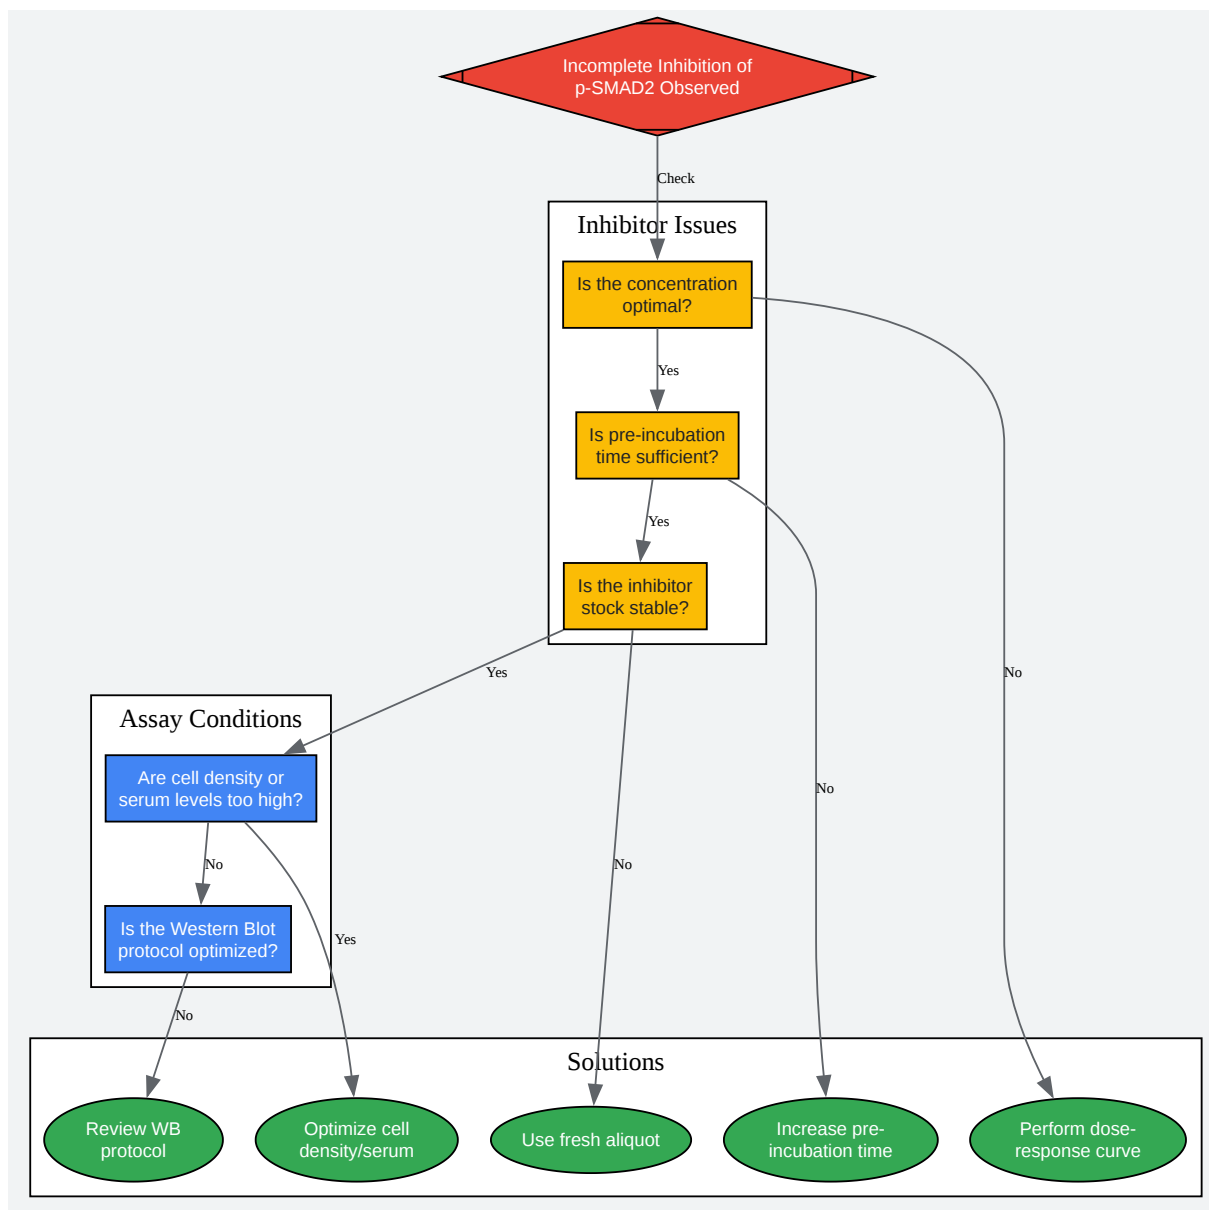 Incomplete Inhibition of
p-SMAD2 Observed
Check
Inhibitor Issues
Is the concentration
optimal?
Yes
Is pre-incubation
time sufficient?
Yes
Is the inhibitor
stock stable?
Yes
No
Assay Conditions
Are cell density or
serum levels too high?
No
No
No
Is the Western Blot
protocol optimized?
Yes
No
Solutions
Review WB
protocol
Optimize cell
density/serum
Use fresh aliquot
Increase pre-
incubation time
Perform dose-
response curve